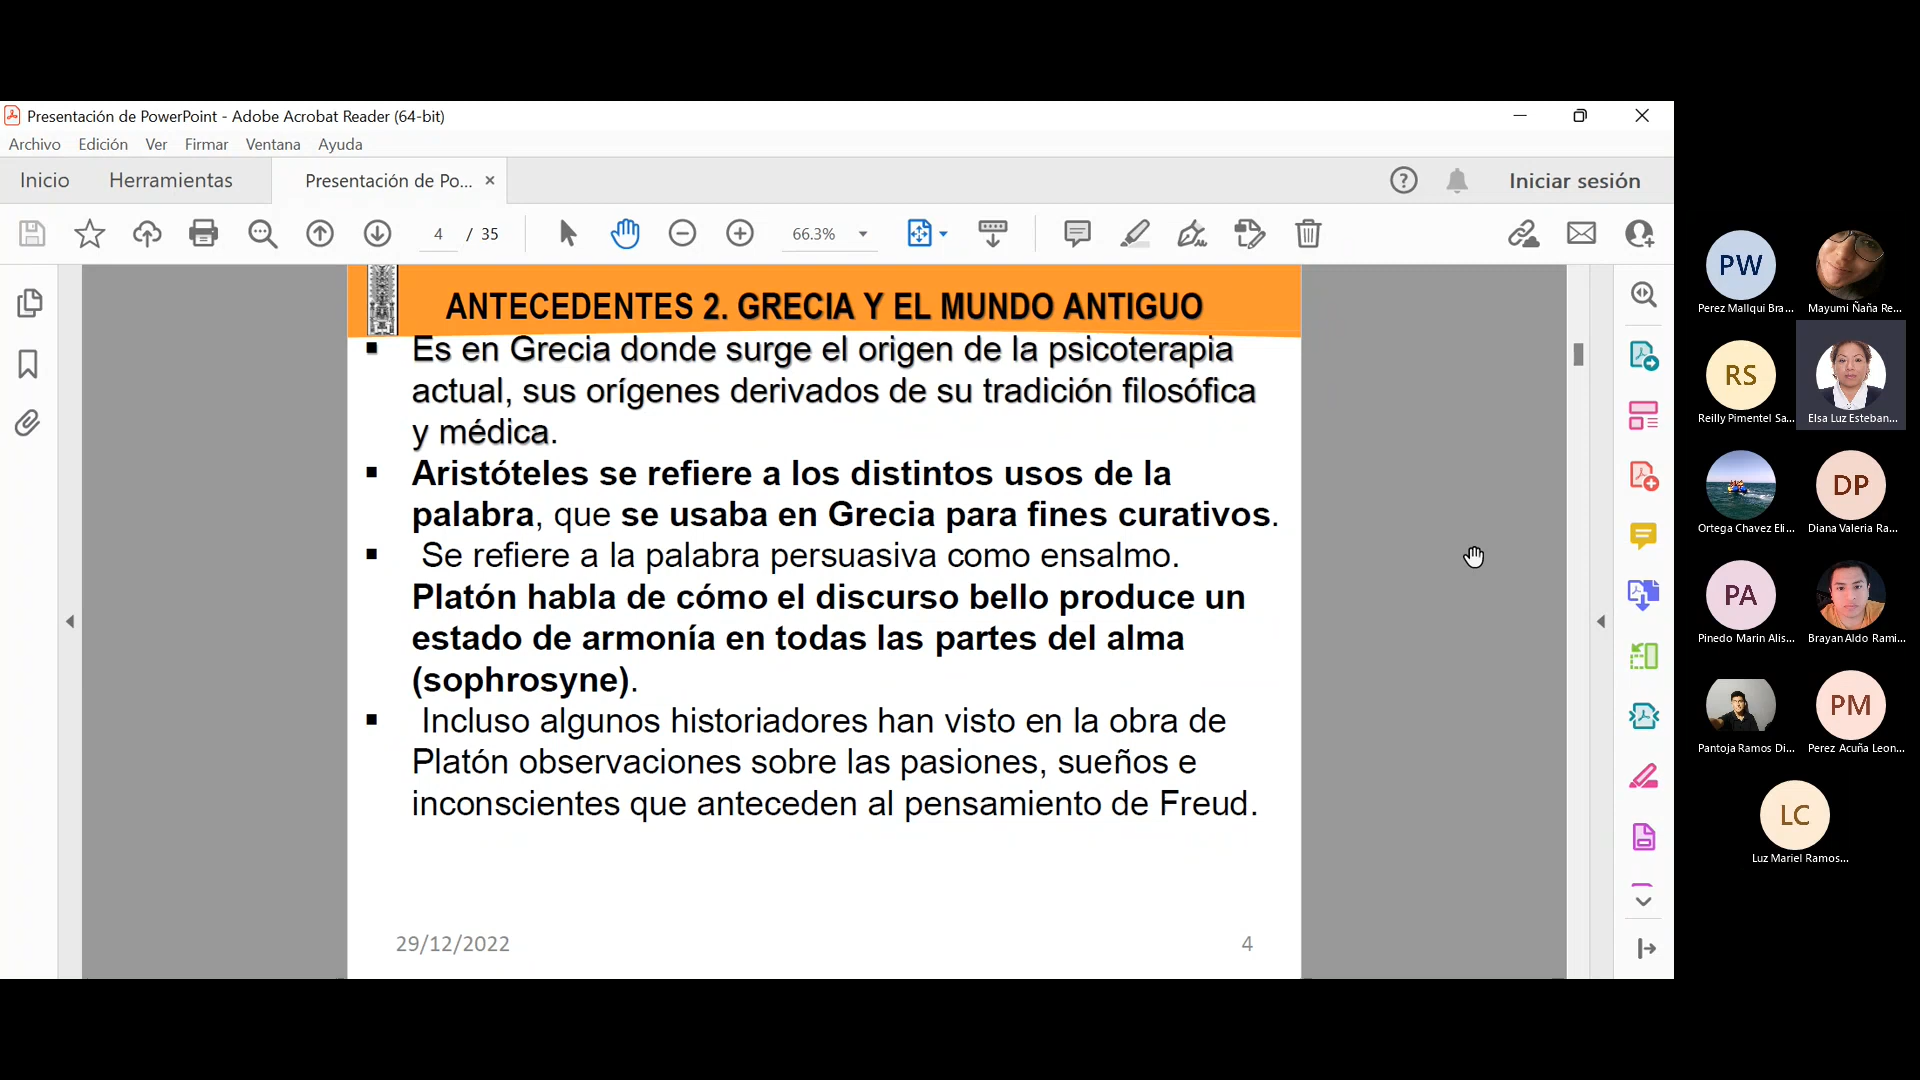 Presentación de PowerPoint - Adobe Acrobat Reader (64-bit)
Archivo Edición Ver Firmar Ventana Ayuda
Inicio Herramientas Presentación de Po... × Iniciar sesión
4 / 35 66.3%
ANTECEDENTES 2. GRECIA Y EL MUNDO ANTIGUO
▪ Es en Grecia donde surge el origen de la psicoterapia
actual, sus orígenes derivados de su tradición filosófica
y médica.
▪ Aristóteles se refiere a los distintos usos de la
palabra, que se usaba en Grecia para fines curativos.
▪ Se refiere a la palabra persuasiva como ensalmo.
Platón habla de cómo el discurso bello produce un
estado de armonía en todas las partes del alma
(sophrosyne).
▪ Incluso algunos historiadores han visto en la obra de
Platón observaciones sobre las pasiones, sueños e
inconscientes que anteceden al pensamiento de Freud.
29/12/2022 4
PW
Perez Mallqui Bra... Mayumi Ñaña Re...
RS
Reilly Pimentel Sa... Elsa Luz Esteban...
DP
Ortega Chavez Eli... Diana Valeria Ra...
PA
Pinedo Marin Alis... Brayan Aldo Rami...
PM
Pantoja Ramos Di... Perez Acuña Leon...
LC
Luz Mariel Ramos...